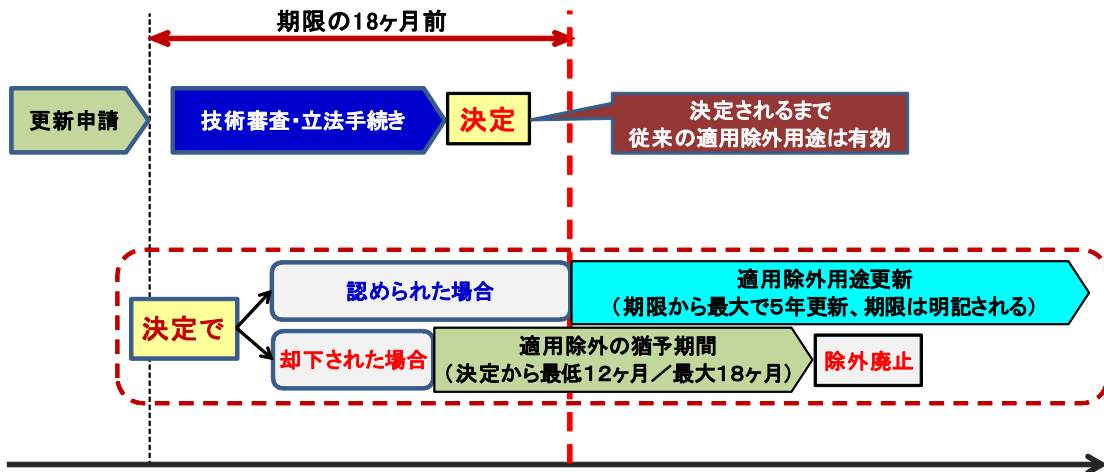 期限の18ヶ月前
更新申請
技術審査・立法手続き
決定
決定されるまで
従来の適用除外用途は有効
決定で
認められた場合
適用除外用途更新
（期限から最大で5年更新、期限は明記される）
却下された場合
適用除外の猶予期間
（決定から最低12ヶ月／最大18ヶ月）
除外廃止